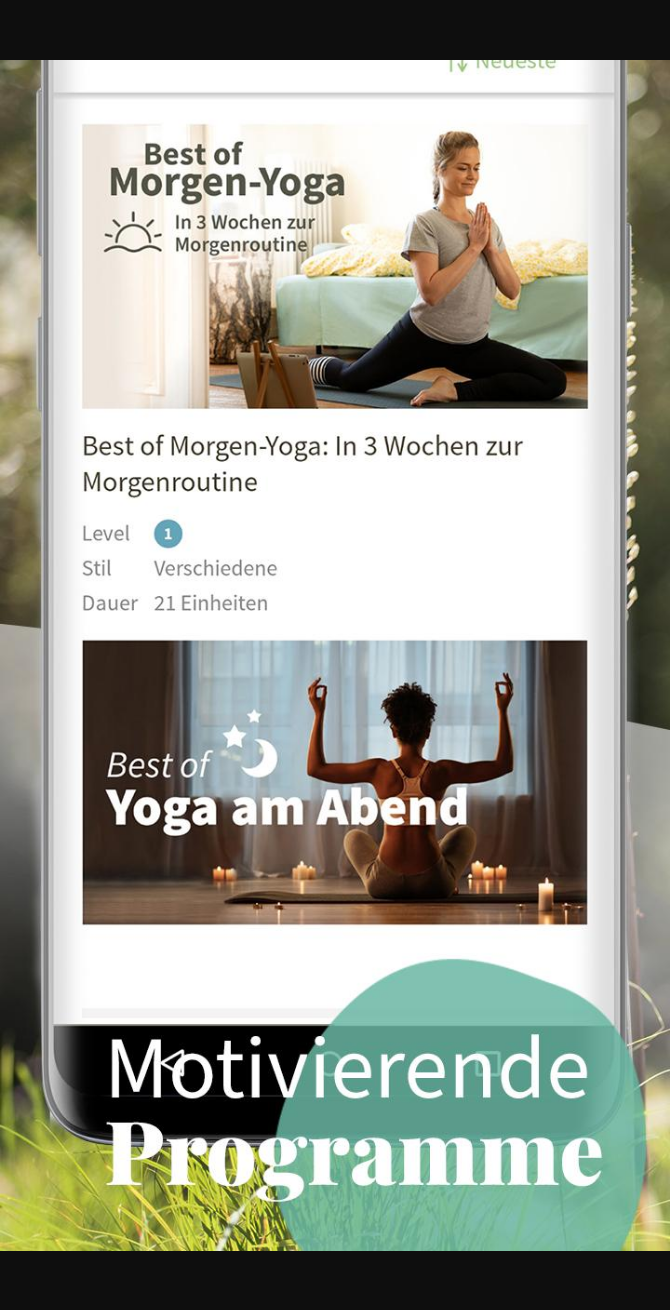 Neueste
Best of
Morgen-Yoga
In 3 Wochen zur
Morgenroutine
Best of Morgen-Yoga: In 3 Wochen zur
Morgenroutine
Level 1
Stil Verschiedene
Dauer 21 Einheiten
Best of
Yoga am Abend
Motivierende
Programme